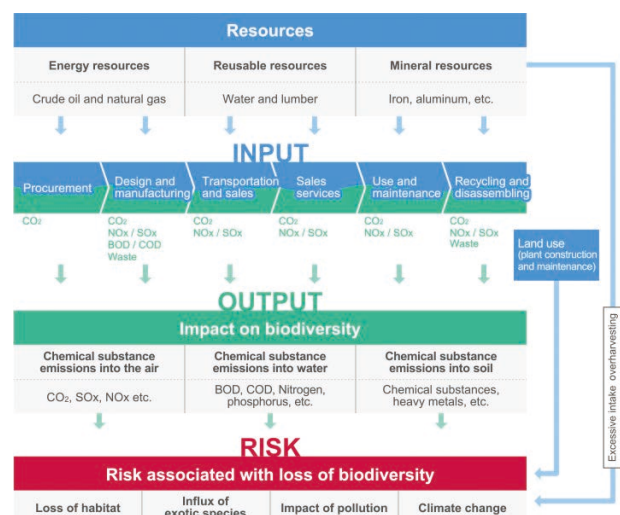 Resources
Energy resources
Reusable resources
Mineral resources
Crude oil and natural gas
Water and lumber
Iron, aluminum, etc.
INPUT
Procurement
Design and
manufacturing
Transportation
and sales
Sales
services
Use and
maintenance
Recycling and
disassembling
CO₂
CO₂
NOx / SOx
BOD / COD
Waste
CO₂
NOx / SOx
CO₂
NOx / SOx
CO₂
NOx / SOx
CO₂
NOx / SOx
Waste
Land use
(plant construction
and maintenance)
Excessive intake overharvesting
OUTPUT
Impact on biodiversity
Chemical substance
emissions into the air
Chemical substance
emissions into water
Chemical substance
emissions into soil
CO₂, SOx, NOx etc.
BOD, COD, Nitrogen,
phosphorus, etc.
Chemical substances,
heavy metals, etc.
RISK
Risk associated with loss of biodiversity
Loss of habitat
Influx of
exotic species
Impact of pollution
Climate change